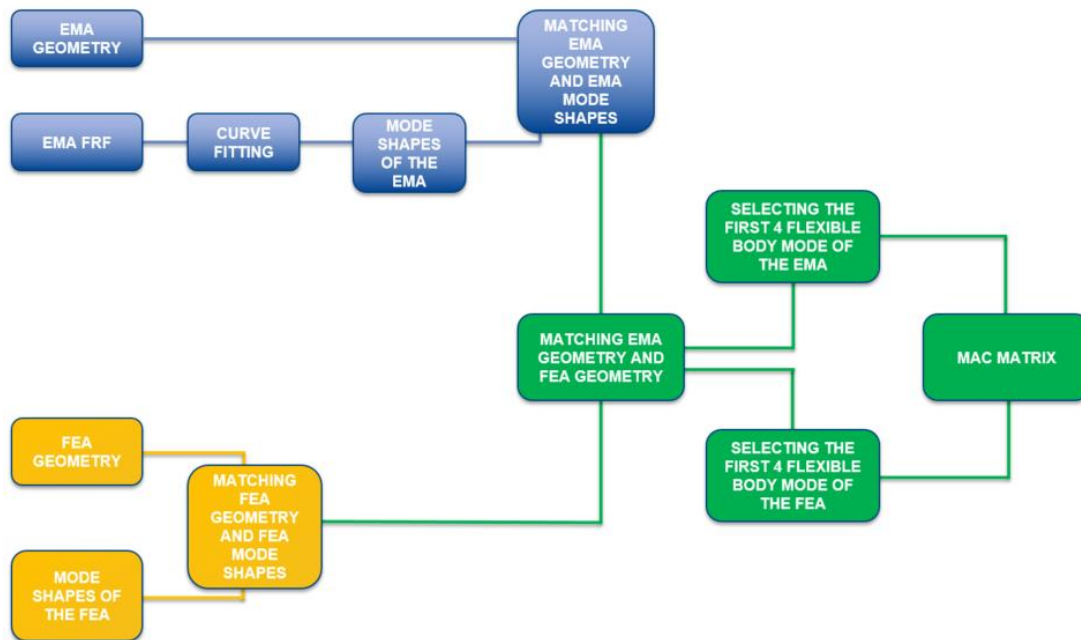 EMA
GEOMETRY
MATCHING
EMA
GEOMETRY
AND EMA
MODE
SHAPES
EMA FRF
CURVE
FITTING
MODE
SHAPES
OF THE
EMA
SELECTING THE
FIRST 4 FLEXIBLE
BODY MODE OF
THE EMA
MATCHING EMA
GEOMETRY AND
FEA GEOMETRY
MAC MATRIX
FEA
GEOMETRY
MATCHING
FEA
GEOMETRY
AND FEA
MODE
SHAPES
SELECTING THE
FIRST 4 FLEXIBLE
BODY MODE OF
THE FEA
MODE
SHAPES OF
THE FEA